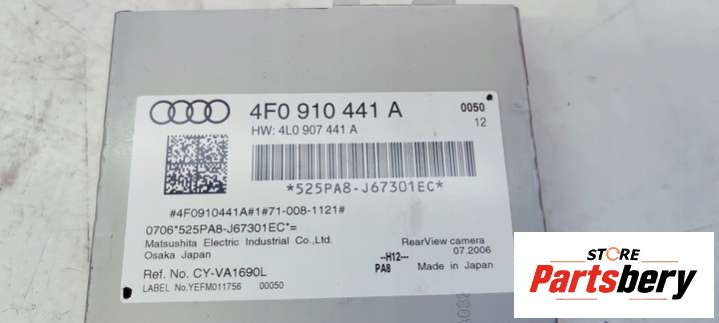 4F0 910 441 A
0050
HW: 4L0 907 441 A
12
*525PA8-J67301EC*
#4F0910441A#1#71-008-1121#
0706*525PA8-J67301EC*=
Matsushita Electric Industrial Co.,Ltd.
Osaka Japan
RearView camera
07.2006
--H12---
PA8
Made in Japan
Ref. No. CY-VA1690L
LABEL No.YEFM011756 00050
STORE
Partsbery